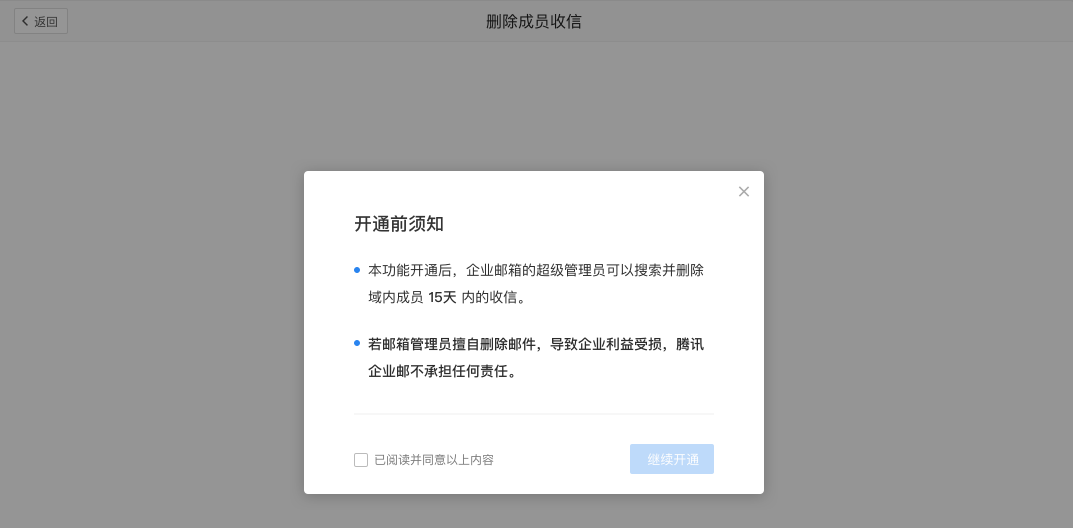 返回
删除成员收信
开通前须知
本功能开通后，企业邮箱的超级管理员可以搜索并删除
域内成员 15天 内的收信。
若邮箱管理员擅自删除邮件，导致企业利益受损，腾讯
企业邮不承担任何责任。
已阅读并同意以上内容
继续开通